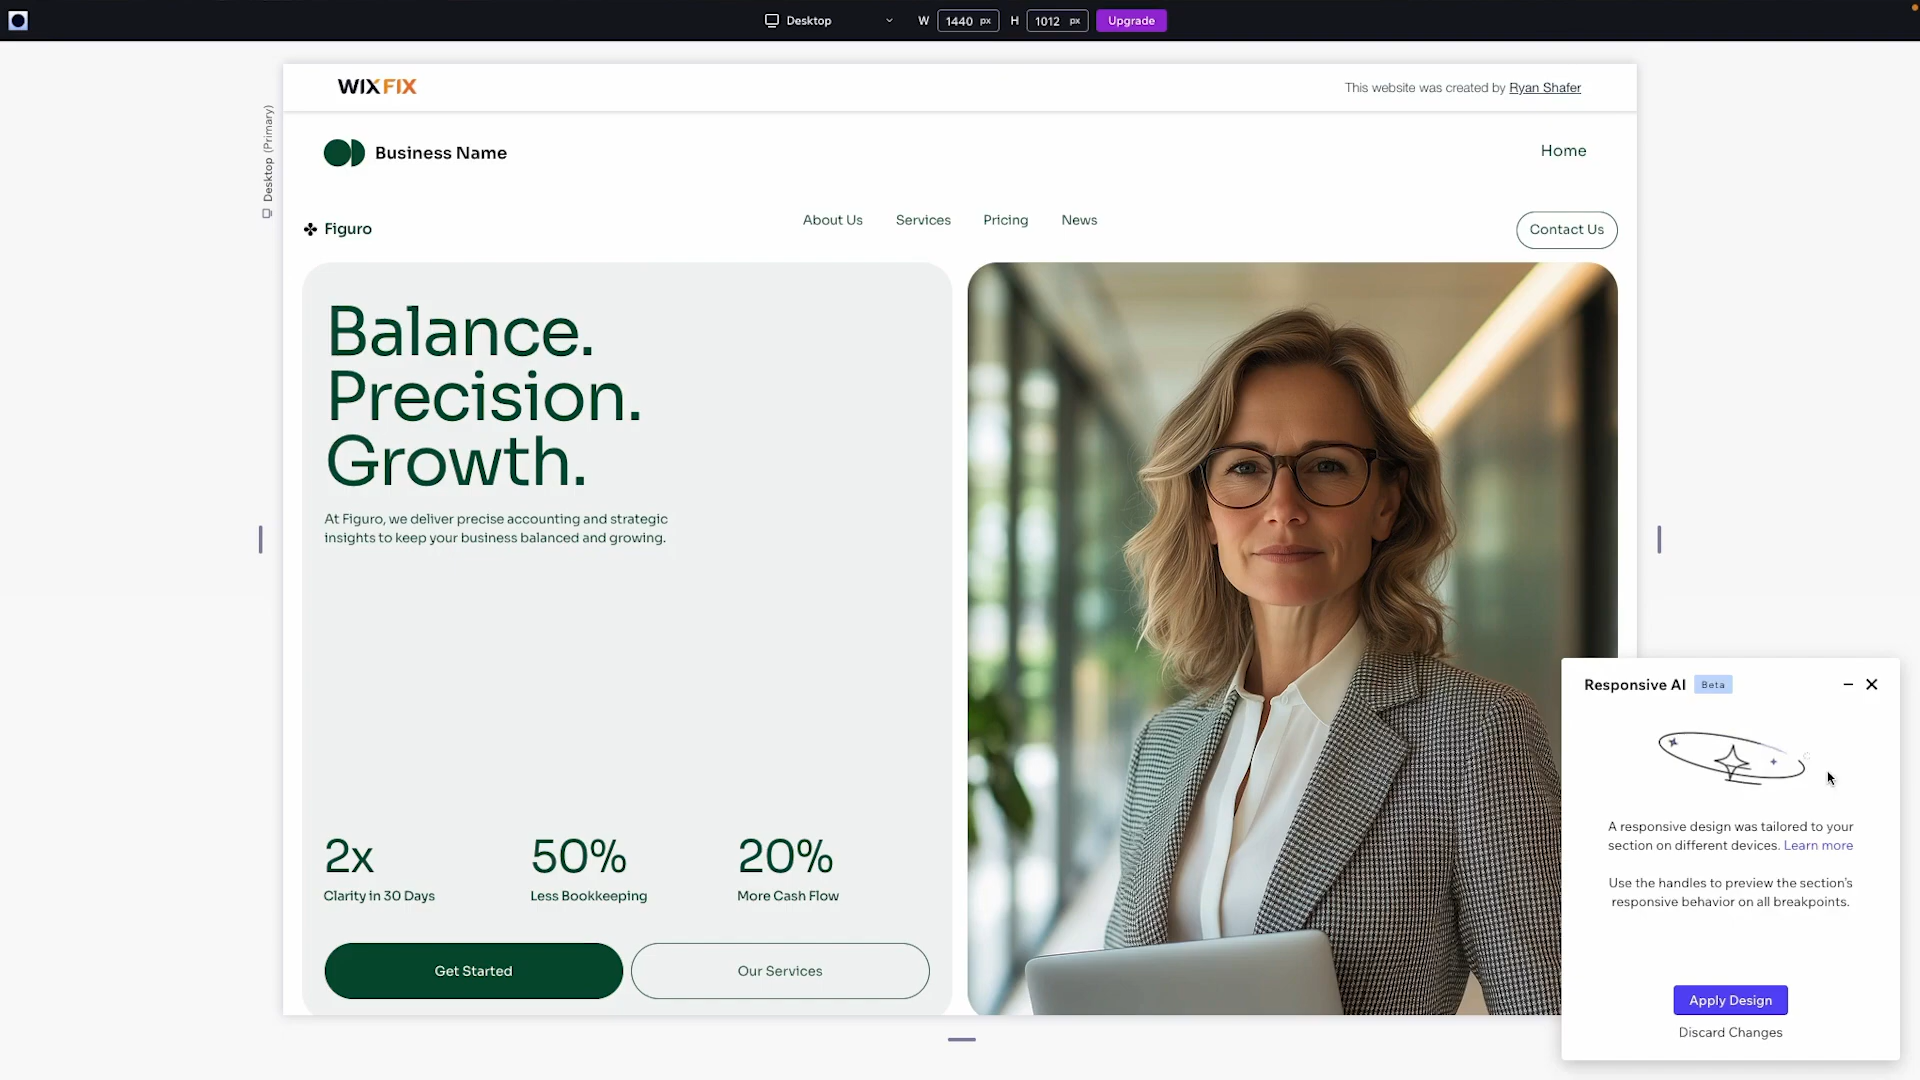 Desktop
W 1440 px H 1012 px
Upgrade
WIXFIX
This website was created by Ryan Shafer
Desktop (Primary)
Business Name
Home
Figuro
About Us
Services
Pricing
News
Contact Us
Balance.
Precision.
Growth.
At Figuro, we deliver precise accounting and strategic
insights to keep your business balanced and growing.
2x
Clarity in 30 Days
50%
Less Bookkeeping
20%
More Cash Flow
Get Started
Our Services
Responsive AI Beta
A responsive design was tailored to your
section on different devices. Learn more
Use the handles to preview the section's
responsive behavior on all breakpoints.
Apply Design
Discard Changes